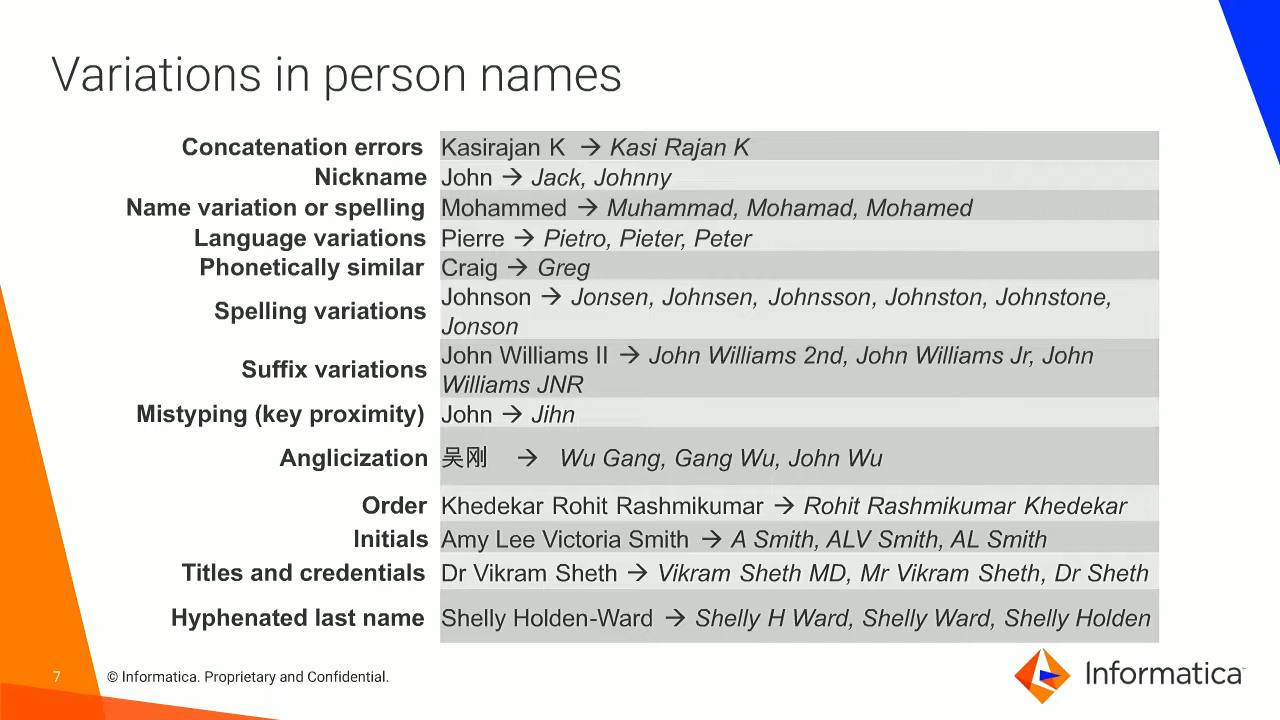 Variations in person names
Concatenation errors Kasirajan K → Kasi Rajan K
Nickname John → Jack, Johnny
Name variation or spelling Mohammed → Muhammad, Mohamad, Mohamed
Language variations Pierre → Pietro, Pieter, Peter
Phonetically similar Craig → Greg
Spelling variations Johnson → Jonsen, Johnsen, Johnsson, Johnston, Johnstone,
Jonson
Suffix variations John Williams II → John Williams 2nd, John Williams Jr, John
Williams JNR
Mistyping (key proximity) John → Jihn
Anglicization 吴刚 → Wu Gang, Gang Wu, John Wu
Order Khedekar Rohit Rashmikumar → Rohit Rashmikumar Khedekar
Initials Amy Lee Victoria Smith → A Smith, ALV Smith, AL Smith
Titles and credentials Dr Vikram Sheth → Vikram Sheth MD, Mr Vikram Sheth, Dr Sheth
Hyphenated last name Shelly Holden-Ward → Shelly H Ward, Shelly Ward, Shelly Holden
7 © Informatica. Proprietary and Confidential.
Informatica